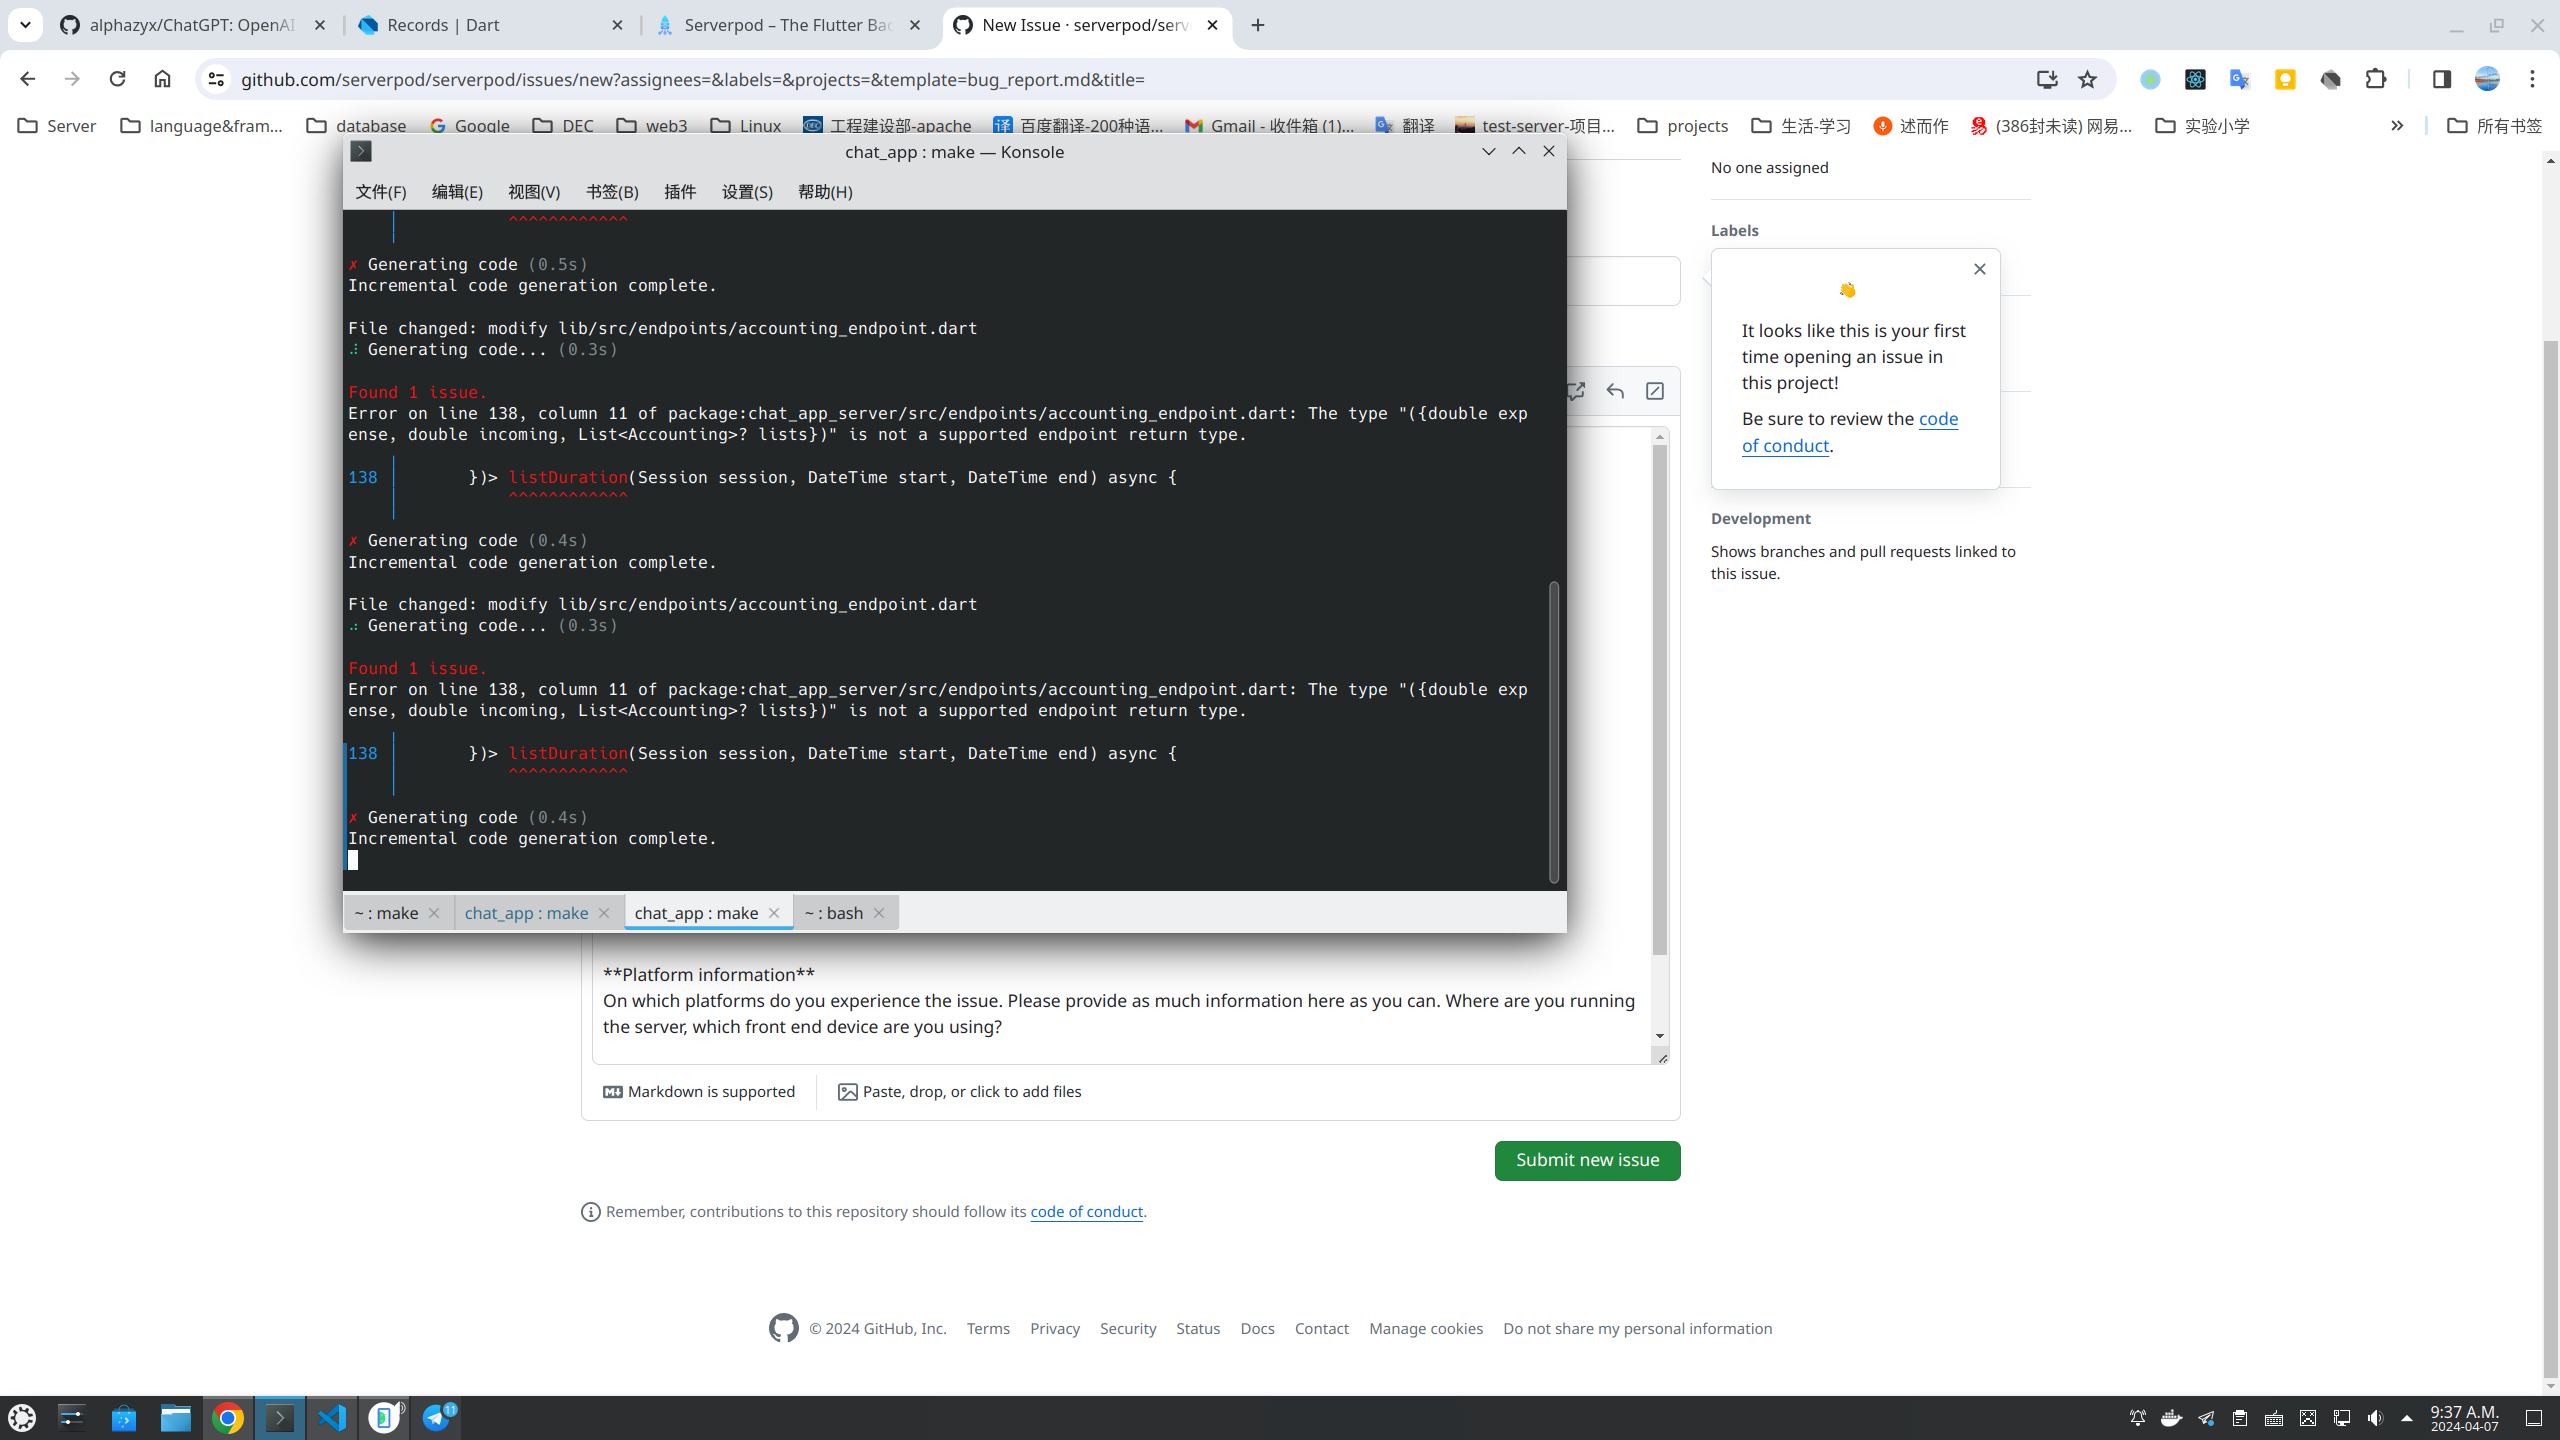 alphazyx/ChatGPT: OpenAI
Records | Dart
Serverpod – The Flutter Bac
New Issue · serverpod/serv
github.com/serverpod/serverpod/issues/new?assignees=&labels=&projects=&template=bug_report.md&title=
Server
language&fram...
database
Google
DEC
web3
Linux
工程建设部-apache
百度翻译-200种语...
Gmail - 收件箱 (1)...
翻译
test-server-项目...
projects
生活-学习
述而作
(386封未读) 网易...
实验小学
所有书签
chat_app : make — Konsole
文件(F)
编辑(E)
视图(V)
书签(B)
插件
设置(S)
帮助(H)
^^^^^^^^^^^^
✗ Generating code (0.5s)
Incremental code generation complete.
File changed: modify lib/src/endpoints/accounting_endpoint.dart
Generating code... (0.3s)
Found 1 issue.
Error on line 138, column 11 of package:chat_app_server/src/endpoints/accounting_endpoint.dart: The type "({double exp
ense, double incoming, List<Accounting>? lists})" is not a supported endpoint return type.
138 │ })> listDuration(Session session, DateTime start, DateTime end) async {
^^^^^^^^^^^^
✗ Generating code (0.4s)
Incremental code generation complete.
File changed: modify lib/src/endpoints/accounting_endpoint.dart
Generating code... (0.3s)
Found 1 issue.
Error on line 138, column 11 of package:chat_app_server/src/endpoints/accounting_endpoint.dart: The type "({double exp
ense, double incoming, List<Accounting>? lists})" is not a supported endpoint return type.
138 │ })> listDuration(Session session, DateTime start, DateTime end) async {
^^^^^^^^^^^^
✗ Generating code (0.4s)
Incremental code generation complete.
~ : make
chat_app : make
chat_app : make
~ : bash
No one assigned
Labels
👋
It looks like this is your first
time opening an issue in
this project!
Be sure to review the code
of conduct.
Development
Shows branches and pull requests linked to
this issue.
**Platform information**
On which platforms do you experience the issue. Please provide as much information here as you can. Where are you running
the server, which front end device are you using?
Markdown is supported
Paste, drop, or click to add files
Submit new issue
Remember, contributions to this repository should follow its code of conduct.
© 2024 GitHub, Inc.
Terms
Privacy
Security
Status
Docs
Contact
Manage cookies
Do not share my personal information
11
9:37 A.M.
2024-04-07